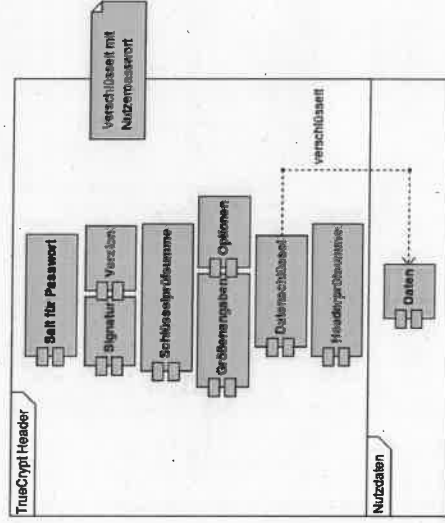 TrueCrypt Header
Salt für Passwort
Signatur
Version
Schlüsselprüfsumme
Größenangaben
Optionen
Datenschlüssel
Headerprüfsumme
verschlüsselt mit
Nutzerpasswort
verschlüsselt
Nutzdaten
Daten